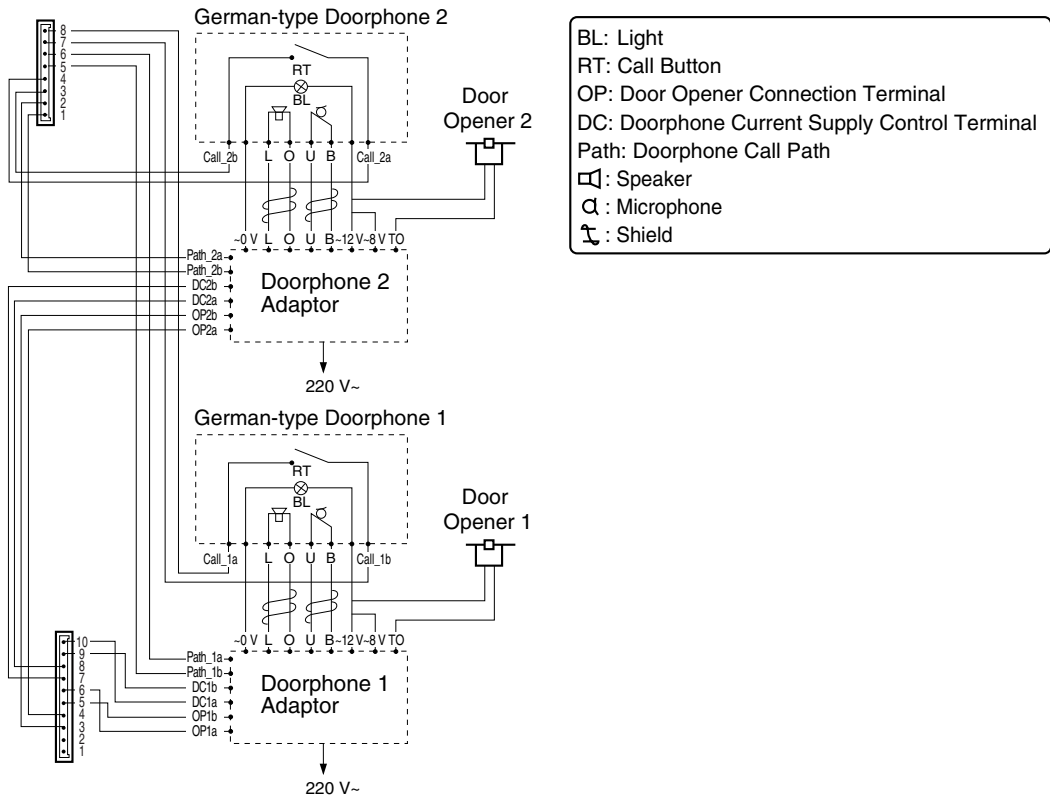 German-type Doorphone 2
8
7
6
5
4
3
2
1
RT
BL
Door
Opener 2
Call_2b L O U B Call_2a
~0 V L O U B ~12 V ~8 V TO
Path_2a
Path_2b
DC2b
DC2a
OP2b
OP2a
Doorphone 2
Adaptor
220 V~
German-type Doorphone 1
RT
BL
Door
Opener 1
Call_1a L O U B Call_1b
~0 V L O U B ~12 V ~8 V TO
10
9
8
7
6
5
4
3
2
1
Path_1a
Path_1b
DC1b
DC1a
OP1b
OP1a
Doorphone 1
Adaptor
220 V~
BL: Light
RT: Call Button
OP: Door Opener Connection Terminal
DC: Doorphone Current Supply Control Terminal
Path: Doorphone Call Path
: Speaker
: Microphone
: Shield